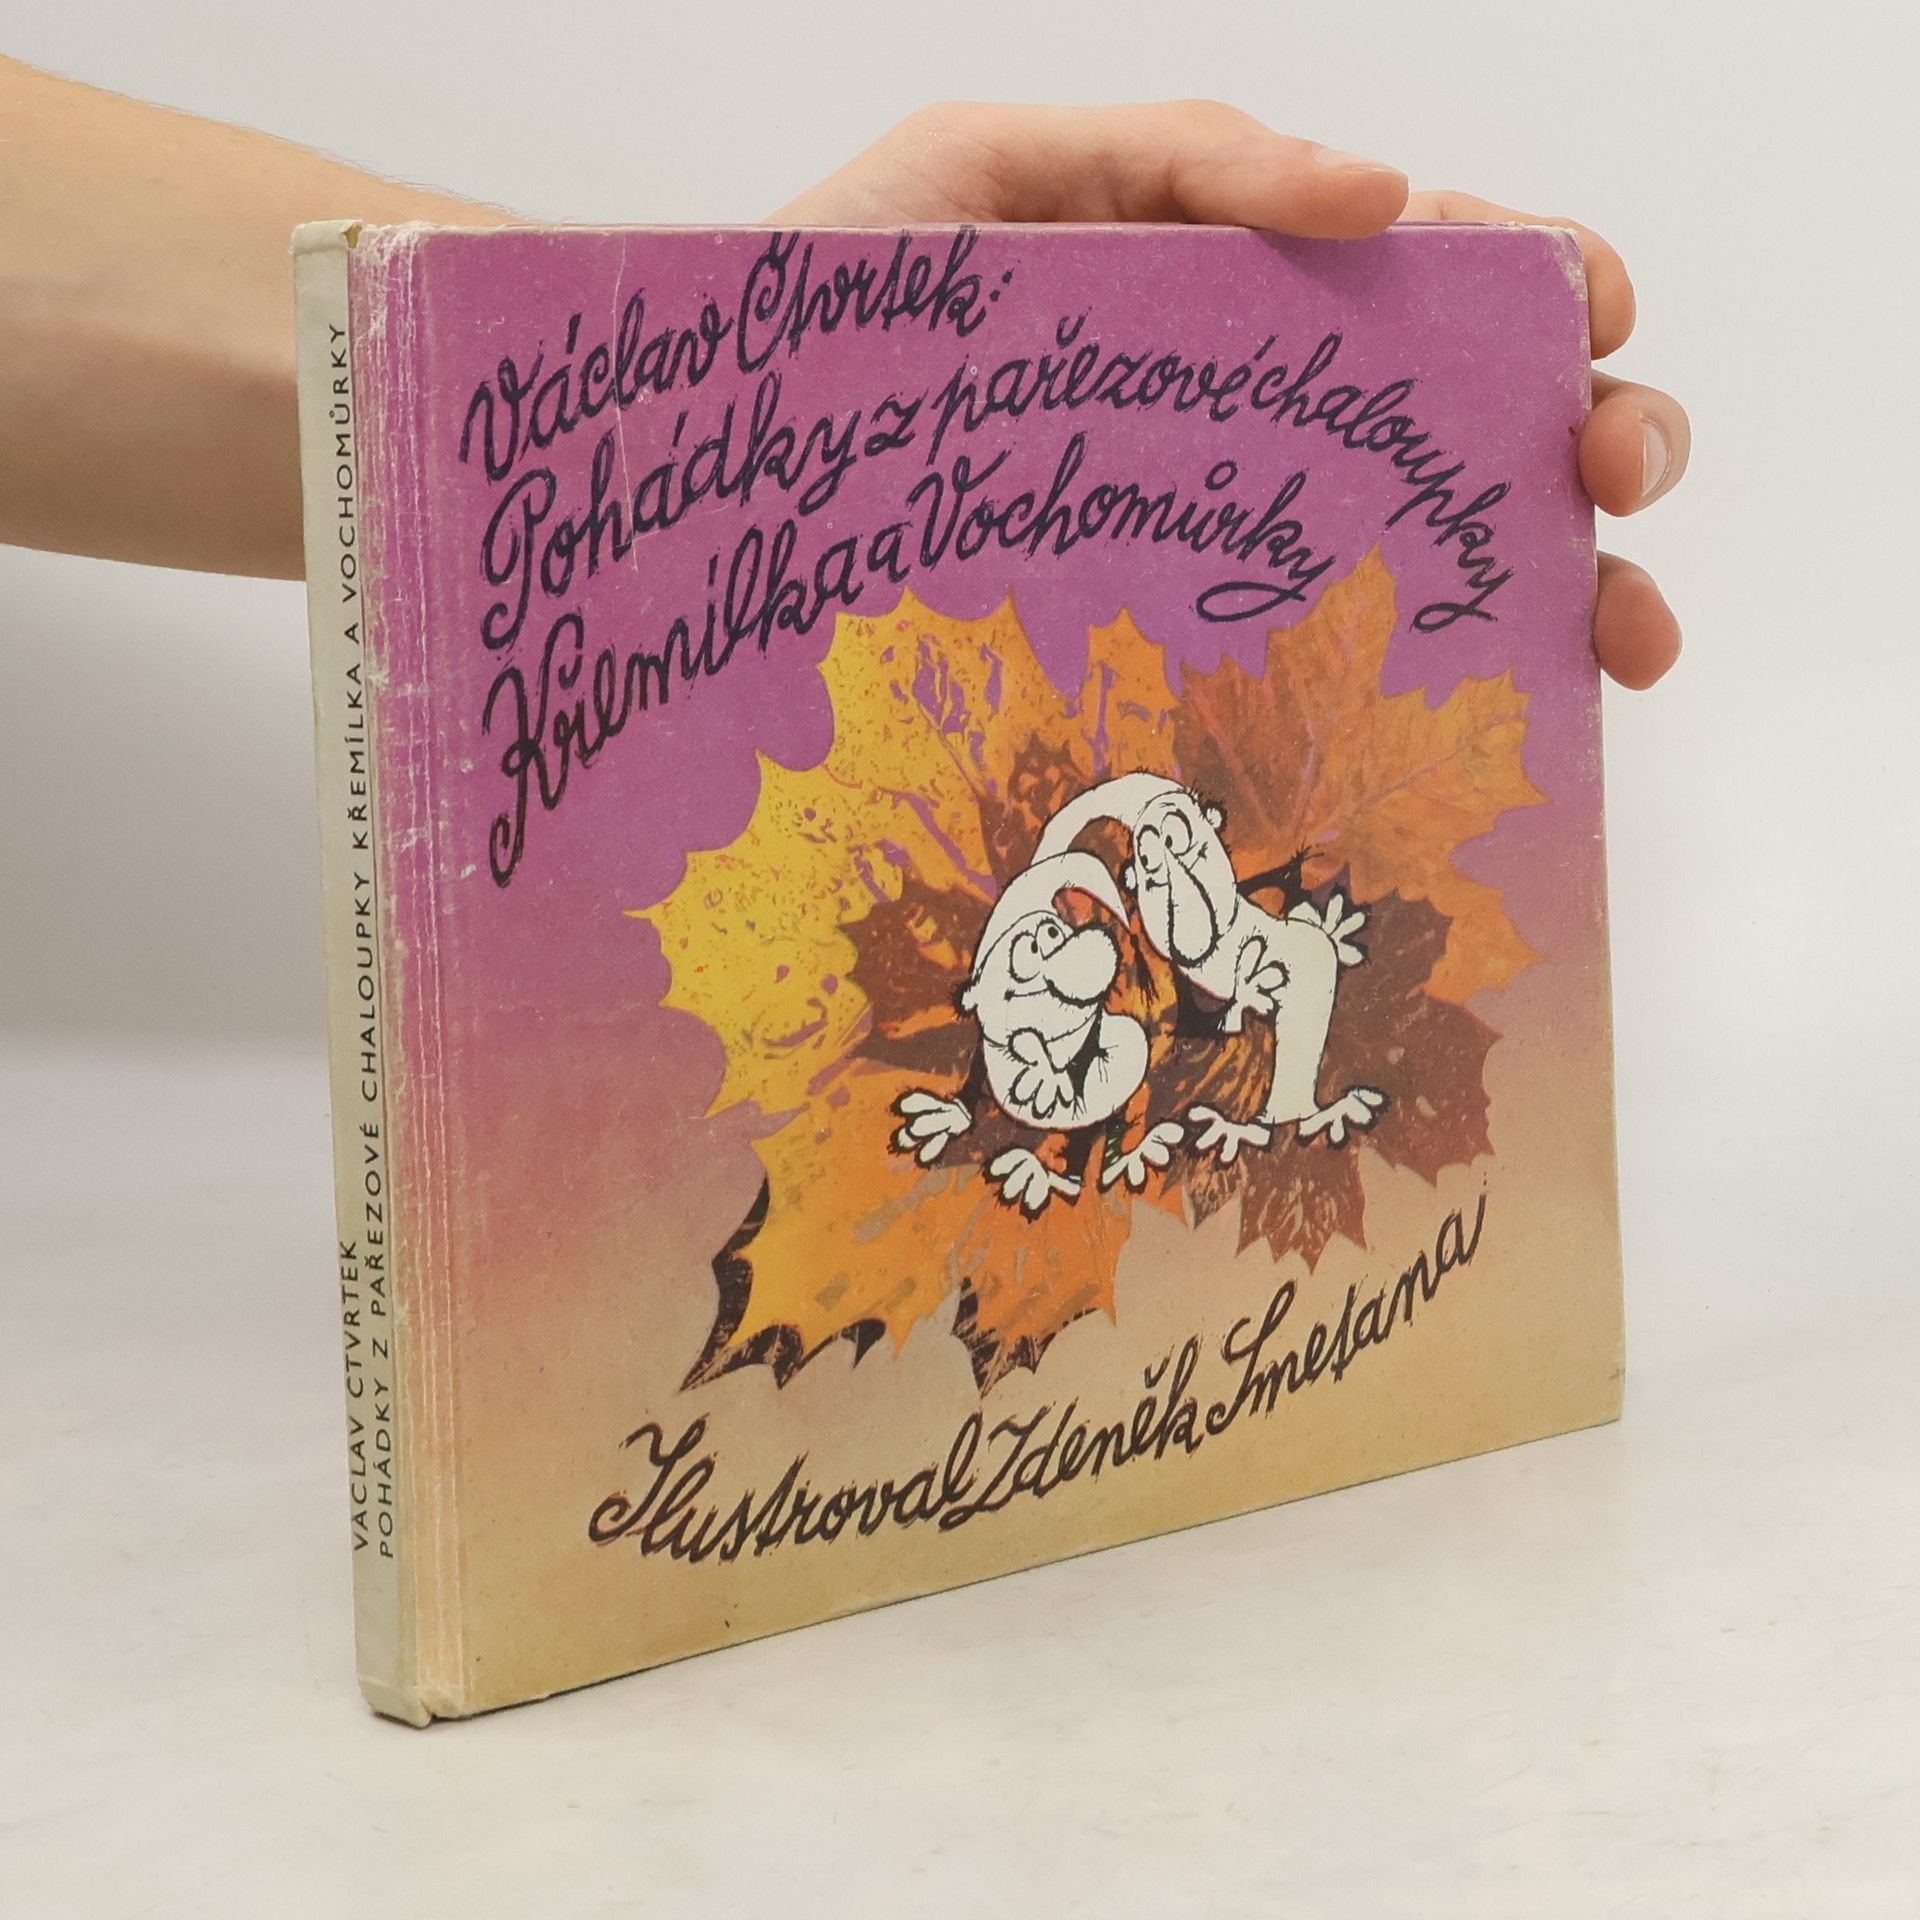 Václav Čtvrtek:
Pohádky z pařezové chaloupky
Křemílka a Vochomůrky
Ilustroval Zdeněk Smetana
VÁCLAV ČTVRTEK
POHÁDKY Z PAŘEZOVÉ CHALOUPKY KŘEMÍLKA A VOCHOMŮRKY